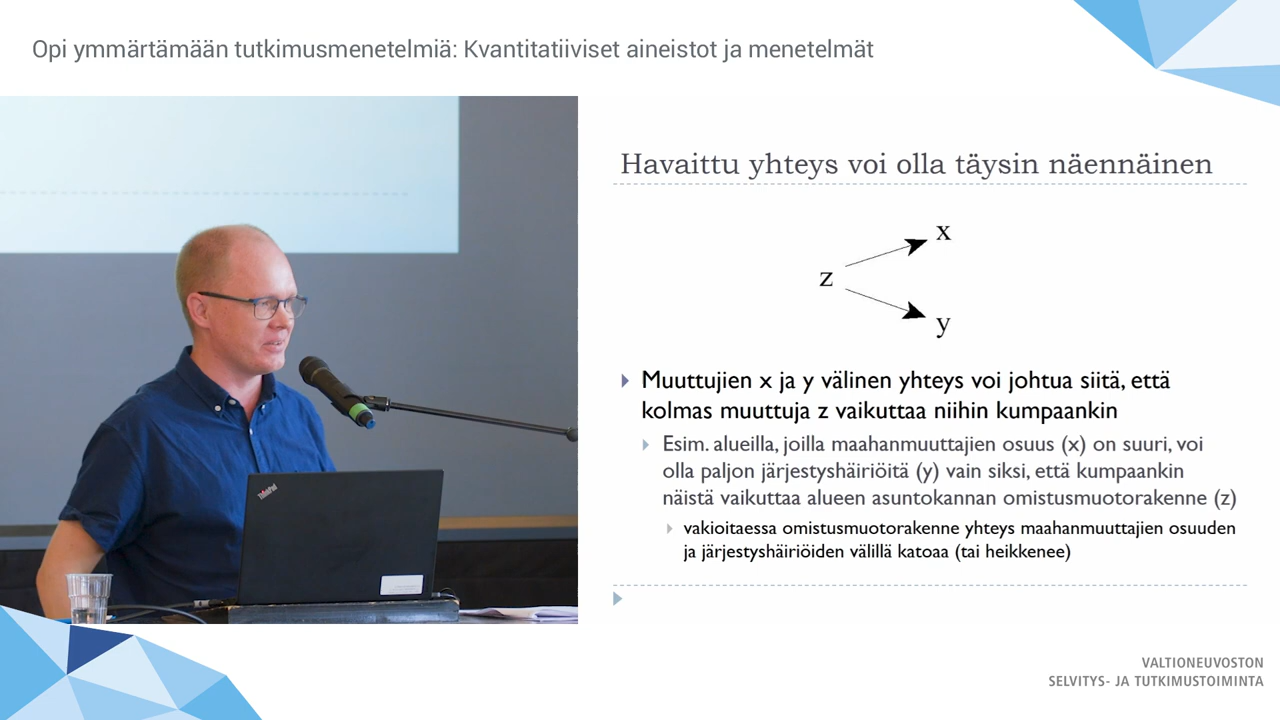 Opi ymmärtämään tutkimusmenetelmiä: Kvantitatiiviset aineistot ja menetelmät
Havaittu yhteys voi olla täysin näennäinen
x
z
y
Muuttujien x ja y välinen yhteys voi johtua siitä, että
kolmas muuttuja z vaikuttaa niihin kumpaankin
Esim. alueilla, joilla maahanmuuttajien osuus (x) on suuri, voi
olla paljon järjestyshäiriöitä (y) vain siksi, että kumpaankin
näistä vaikuttaa alueen asuntokannan omistusmuotorakenne (z)
vakioitaessa omistusmuotorakenne yhteys maahanmuuttajien osuuden
ja järjestyshäiriöiden välillä katoaa (tai heikkenee)
ThinkPad
VALTIONEUVOSTON
SELVITYS- JA TUTKIMUSTOIMINTA